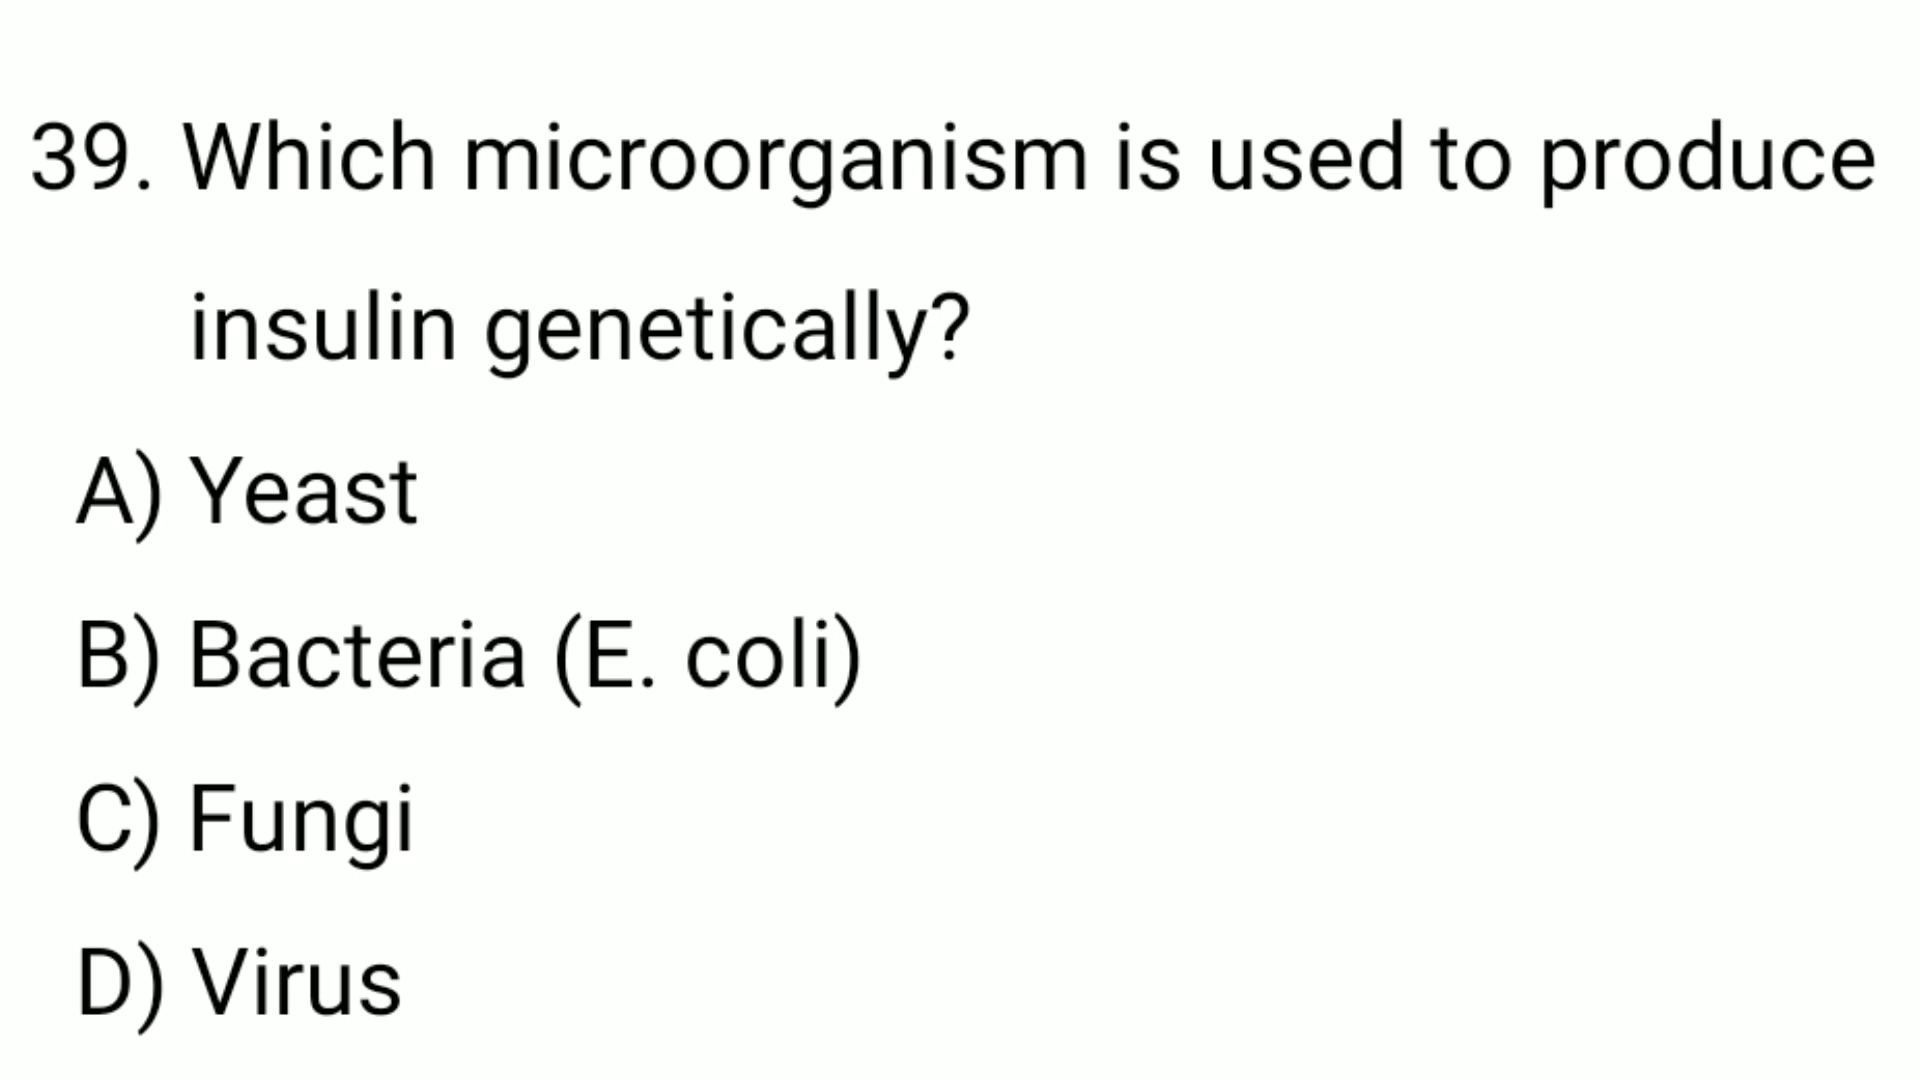 39. Which microorganism is used to produce
insulin genetically?
A) Yeast
B) Bacteria (E. coli)
C) Fungi
D) Virus